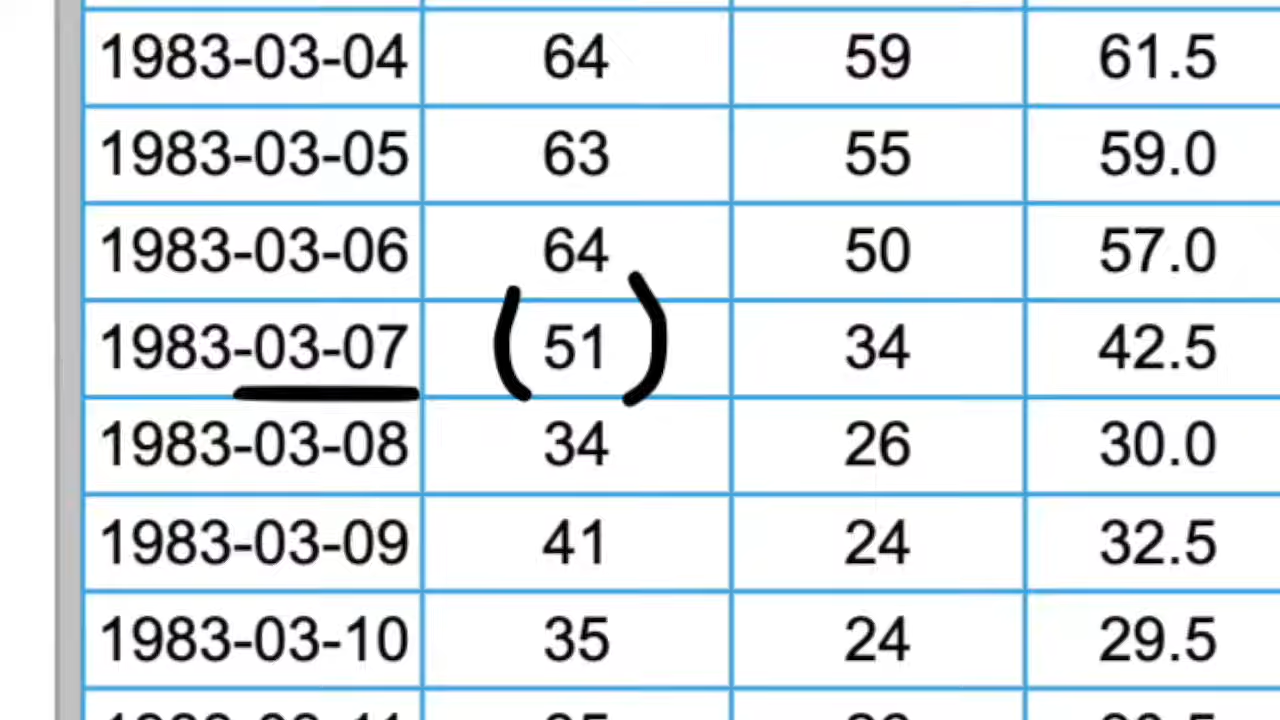 1983-03-04 64 59 61.5
1983-03-05 63 55 59.0
1983-03-06 64 50 57.0
1983-03-07 (51) 34 42.5
1983-03-08 34 26 30.0
1983-03-09 41 24 32.5
1983-03-10 35 24 29.5